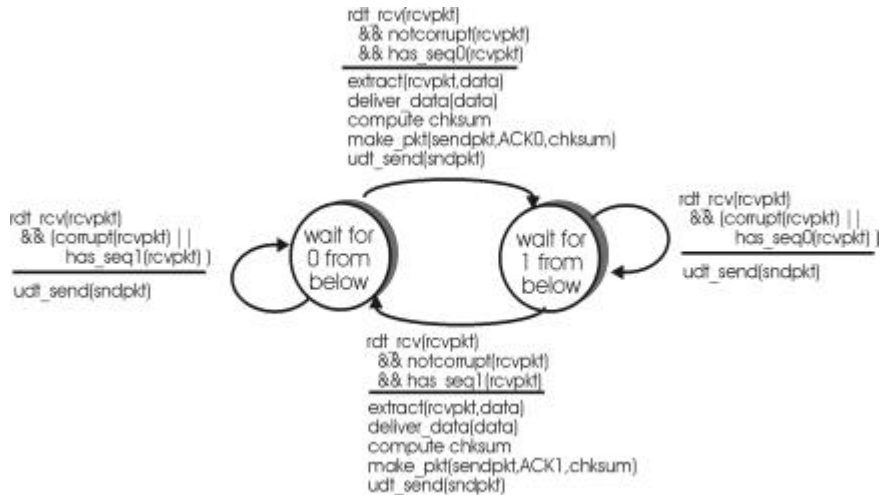 rdt_rcv(rcvpkt)
&& notcorrupt(rcvpkt)
&& has_seq0(rcvpkt)
extract(rcvpkt,data)
deliver_data(data)
compute chksum
make_pkt(sendpkt,ACK0,chksum)
udt_send(sndpkt)
rdt_rcv(rcvpkt)
&& (corrupt(rcvpkt) ||
has_seq1(rcvpkt) )
udt_send(sndpkt)
wait for
0 from
below
wait for
1 from
below
rdt_rcv(rcvpkt)
&& (corrupt(rcvpkt) ||
has_seq0(rcvpkt) )
udt_send(sndpkt)
rdt_rcv(rcvpkt)
&& notcorrupt(rcvpkt)
&& has_seq1(rcvpkt)
extract(rcvpkt,data)
deliver_data(data)
compute chksum
make_pkt(sendpkt,ACK1,chksum)
udt_send(sndpkt)